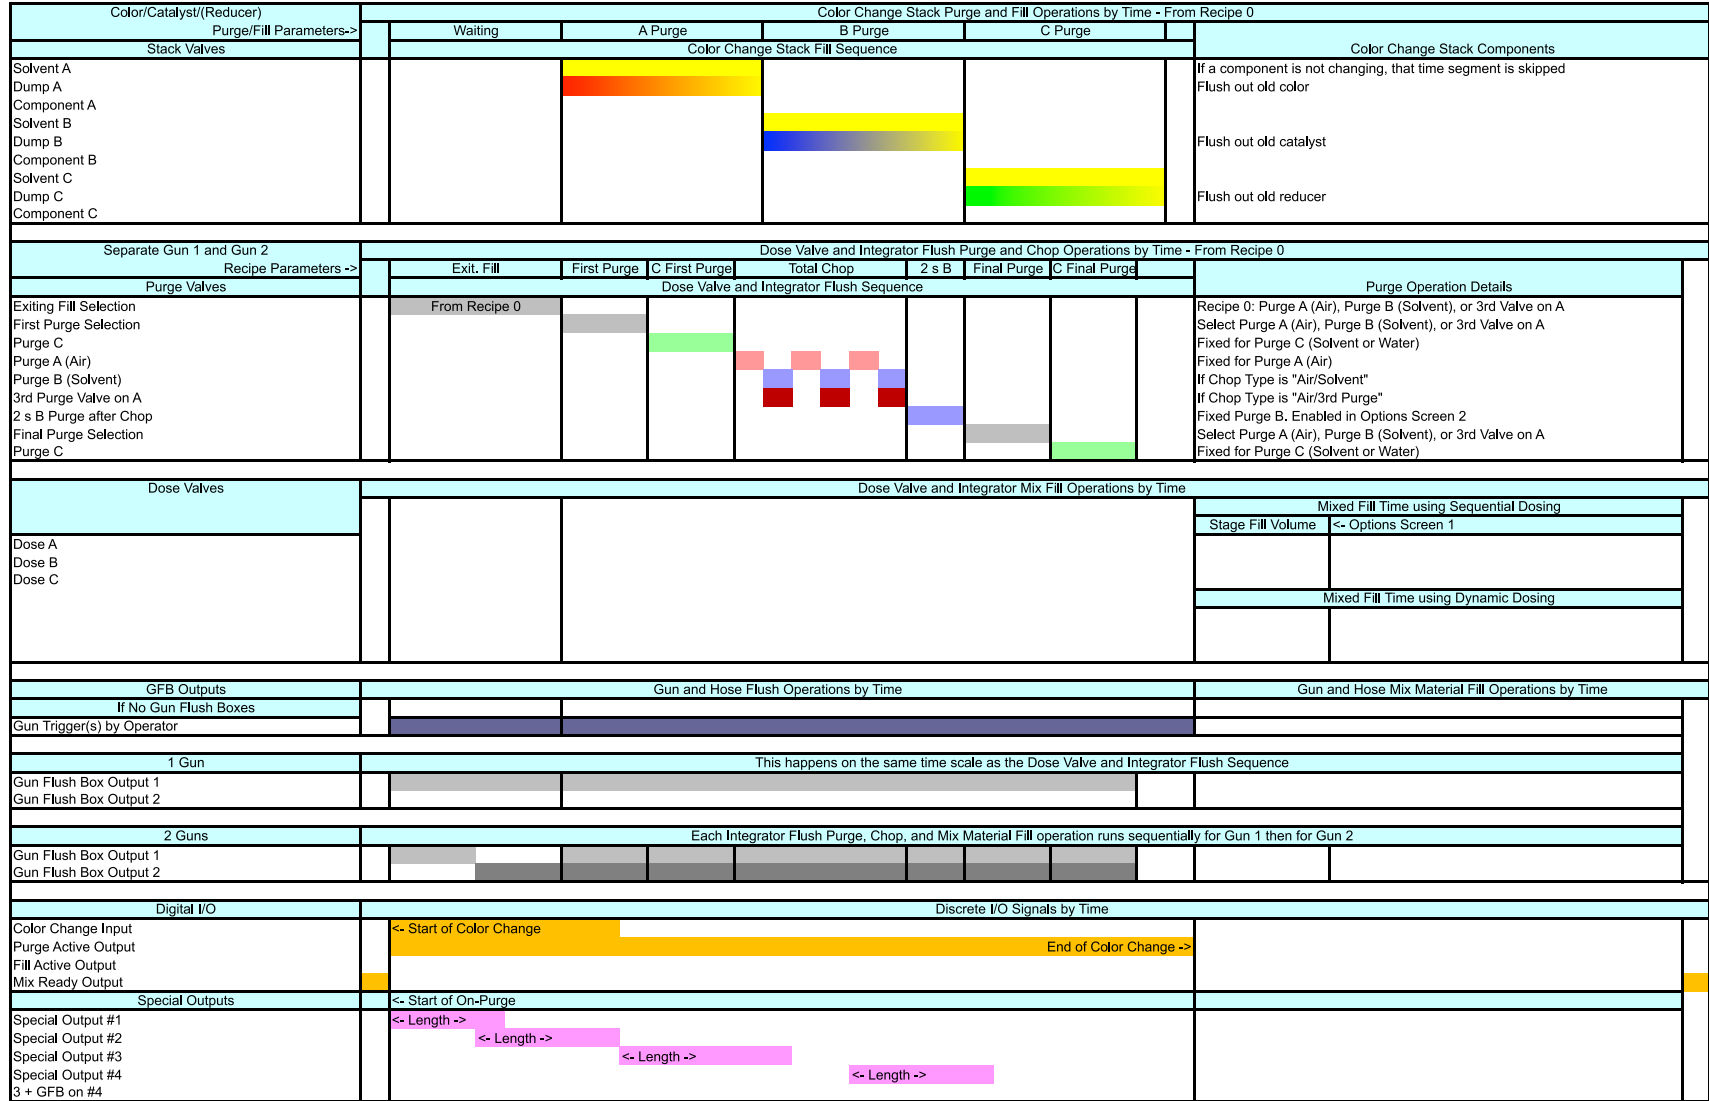 Color/Catalyst/(Reducer)
Color Change Stack Purge and Fill Operations by Time - From Recipe 0
Purge/Fill Parameters->
Waiting
A Purge
B Purge
C Purge
Stack Valves
Color Change Stack Fill Sequence
Color Change Stack Components
Solvent A
If a component is not changing, that time segment is skipped
Dump A
Flush out old color
Component A
Solvent B
Dump B
Flush out old catalyst
Component B
Solvent C
Dump C
Flush out old reducer
Component C
Separate Gun 1 and Gun 2
Dose Valve and Integrator Flush Purge and Chop Operations by Time - From Recipe 0
Recipe Parameters ->
Exit. Fill
First Purge
C First Purge
Total Chop
2 s B
Final Purge
C Final Purge
Purge Valves
Dose Valve and Integrator Flush Sequence
Purge Operation Details
Exiting Fill Selection
From Recipe 0
Recipe 0: Purge A (Air), Purge B (Solvent), or 3rd Valve on A
First Purge Selection
Select Purge A (Air), Purge B (Solvent), or 3rd Valve on A
Purge C
Fixed for Purge C (Solvent or Water)
Purge A (Air)
Fixed for Purge A (Air)
Purge B (Solvent)
If Chop Type is "Air/Solvent"
3rd Purge Valve on A
If Chop Type is "Air/3rd Purge"
2 s B Purge after Chop
Fixed Purge B. Enabled in Options Screen 2
Final Purge Selection
Select Purge A (Air), Purge B (Solvent), or 3rd Valve on A
Purge C
Fixed for Purge C (Solvent or Water)
Dose Valves
Dose Valve and Integrator Mix Fill Operations by Time
Mixed Fill Time using Sequential Dosing
Stage Fill Volume
<- Options Screen 1
Dose A
Dose B
Dose C
Mixed Fill Time using Dynamic Dosing
GFB Outputs
Gun and Hose Flush Operations by Time
Gun and Hose Mix Material Fill Operations by Time
If No Gun Flush Boxes
Gun Trigger(s) by Operator
1 Gun
This happens on the same time scale as the Dose Valve and Integrator Flush Sequence
Gun Flush Box Output 1
Gun Flush Box Output 2
2 Guns
Each Integrator Flush Purge, Chop, and Mix Material Fill operation runs sequentially for Gun 1 then for Gun 2
Gun Flush Box Output 1
Gun Flush Box Output 2
Digital I/O
Discrete I/O Signals by Time
Color Change Input
<- Start of Color Change
Purge Active Output
End of Color Change ->
Fill Active Output
Mix Ready Output
Special Outputs
<- Start of On-Purge
Special Output #1
<- Length ->
Special Output #2
<- Length ->
Special Output #3
<- Length ->
Special Output #4
<- Length ->
3 + GFB on #4